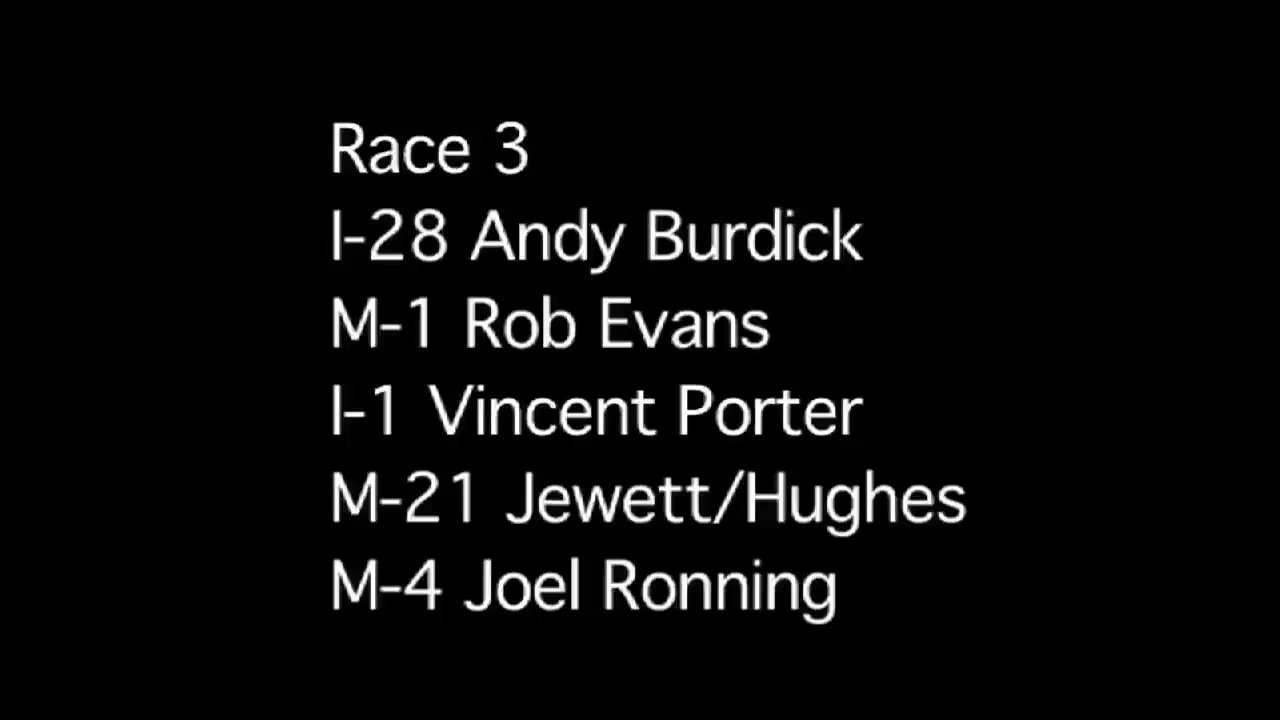 Race 3
I-28 Andy Burdick
M-1 Rob Evans
I-1 Vincent Porter
M-21 Jewett/Hughes
M-4 Joel Ronning